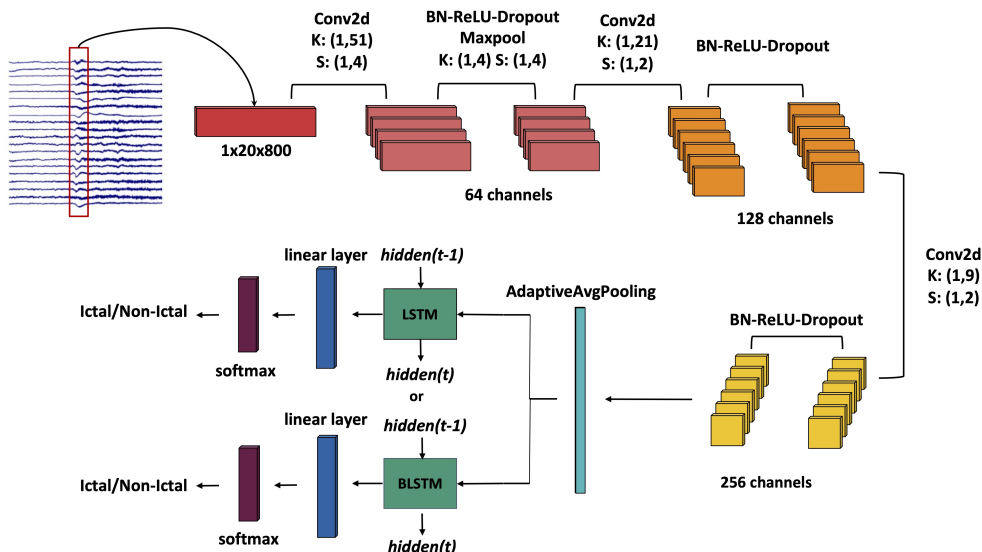 Conv2d
K: (1,51)
S: (1,4)
BN-ReLU-Dropout
Maxpool
K: (1,4) S: (1,4)
Conv2d
K: (1,21)
S: (1,2)
BN-ReLU-Dropout
1x20x800
64 channels
128 channels
Conv2d
K: (1,9)
S: (1,2)
BN-ReLU-Dropout
256 channels
AdaptiveAvgPooling
hidden(t-1)
LSTM
hidden(t)
linear layer
softmax
Ictal/Non-Ictal
or
hidden(t-1)
BLSTM
hidden(t)
linear layer
softmax
Ictal/Non-Ictal